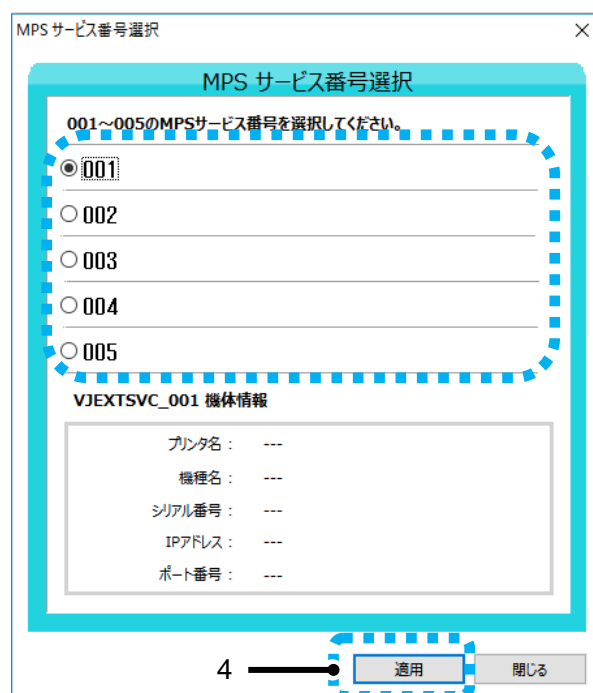 MPS サービス番号選択
MPS サービス番号選択
001～005のMPSサービス番号を選択してください。
001
002
003
004
005
VJEXTSVC_001 機体情報
プリンタ名： ---
機種名： ---
シリアル番号： ---
IPアドレス： ---
ポート番号： ---
4 適用 閉じる